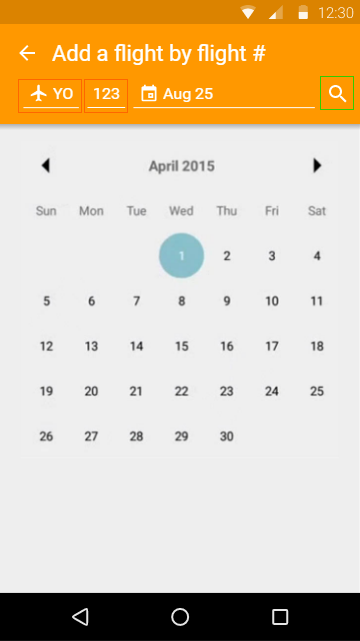 12:30
Add a flight by flight #
YO 123 Aug 25
April 2015
Sun Mon Tue Wed Thu Fri Sat
1 2 3 4
5 6 7 8 9 10 11
12 13 14 15 16 17 18
19 20 21 22 23 24 25
26 27 28 29 30